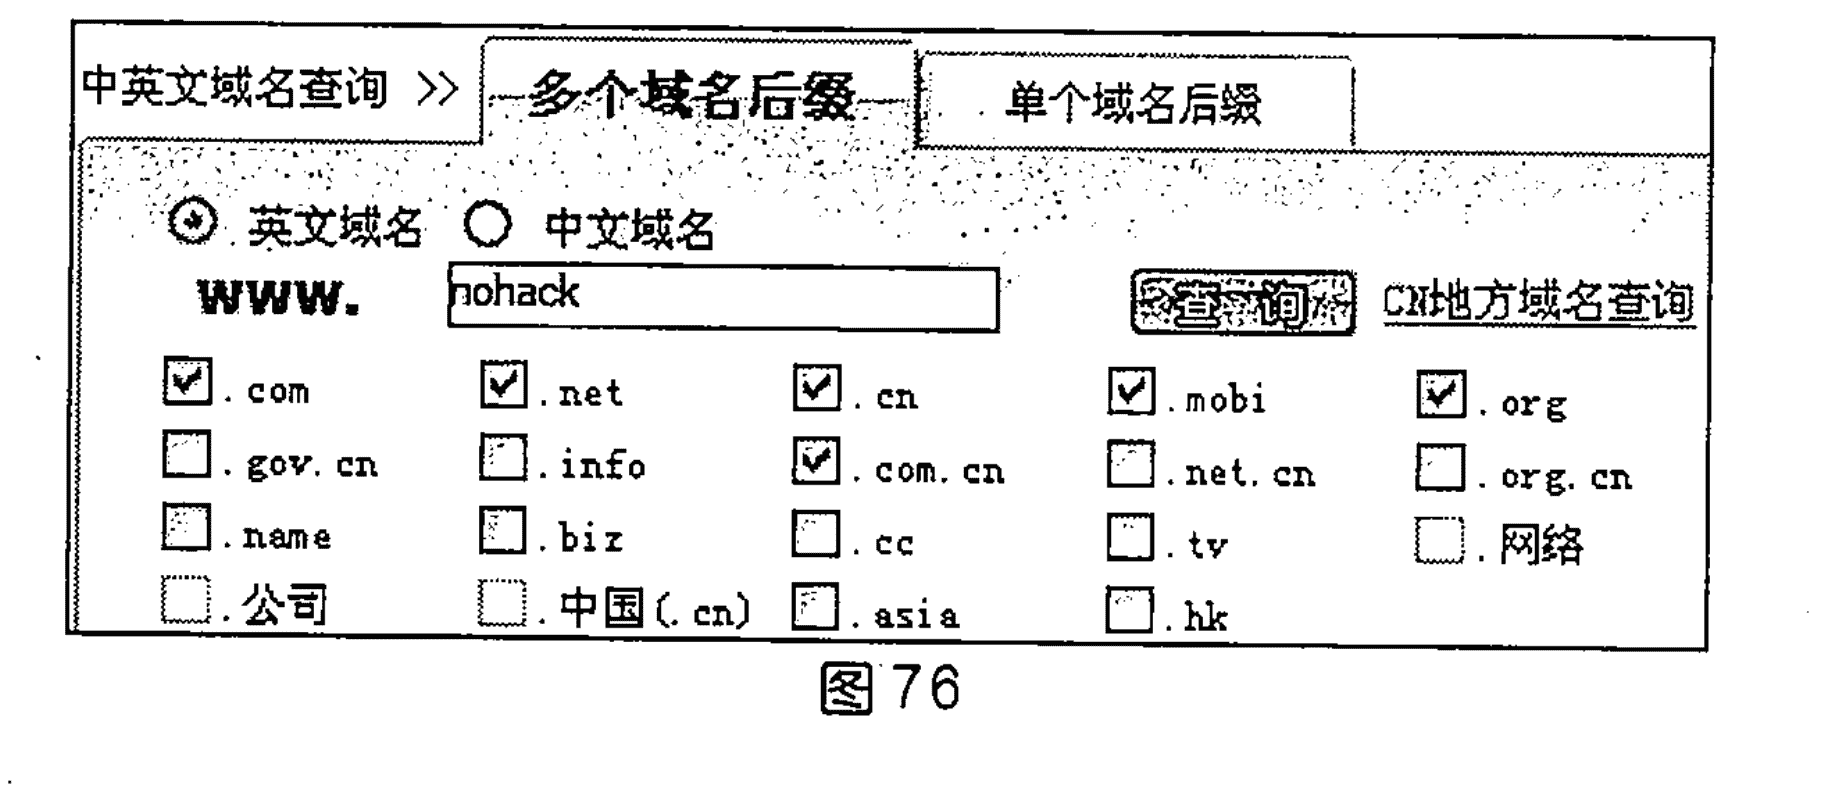 中英文域名查询 >> 多个域名后缀 单个域名后缀
英文域名 中文域名
www. nohack 查 询 CN地方域名查询
.com .net .cn .mobi .org
.gov.cn .info .com.cn .net.cn .org.cn
.name .biz .cc .tv .网络
.公司 .中国(.cn) .asia .hk
图 76